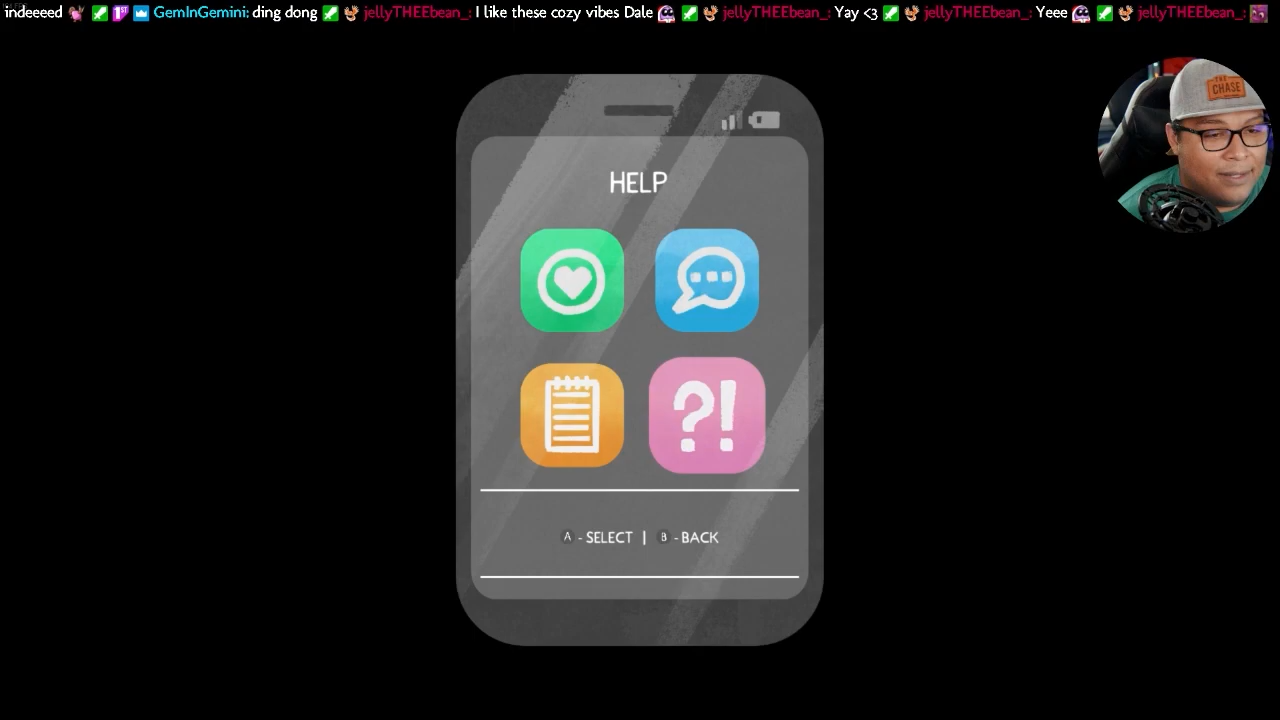 indeeeed 1ST GemInGemini: ding dong jellyTHEEbean_: I like these cozy vibes Dale jellyTHEEbean_: Yay <3 jellyTHEEbean_: Yeee jellyTHEEbean_:
THE
CHASE
HELP
?!
A - SELECT | B - BACK